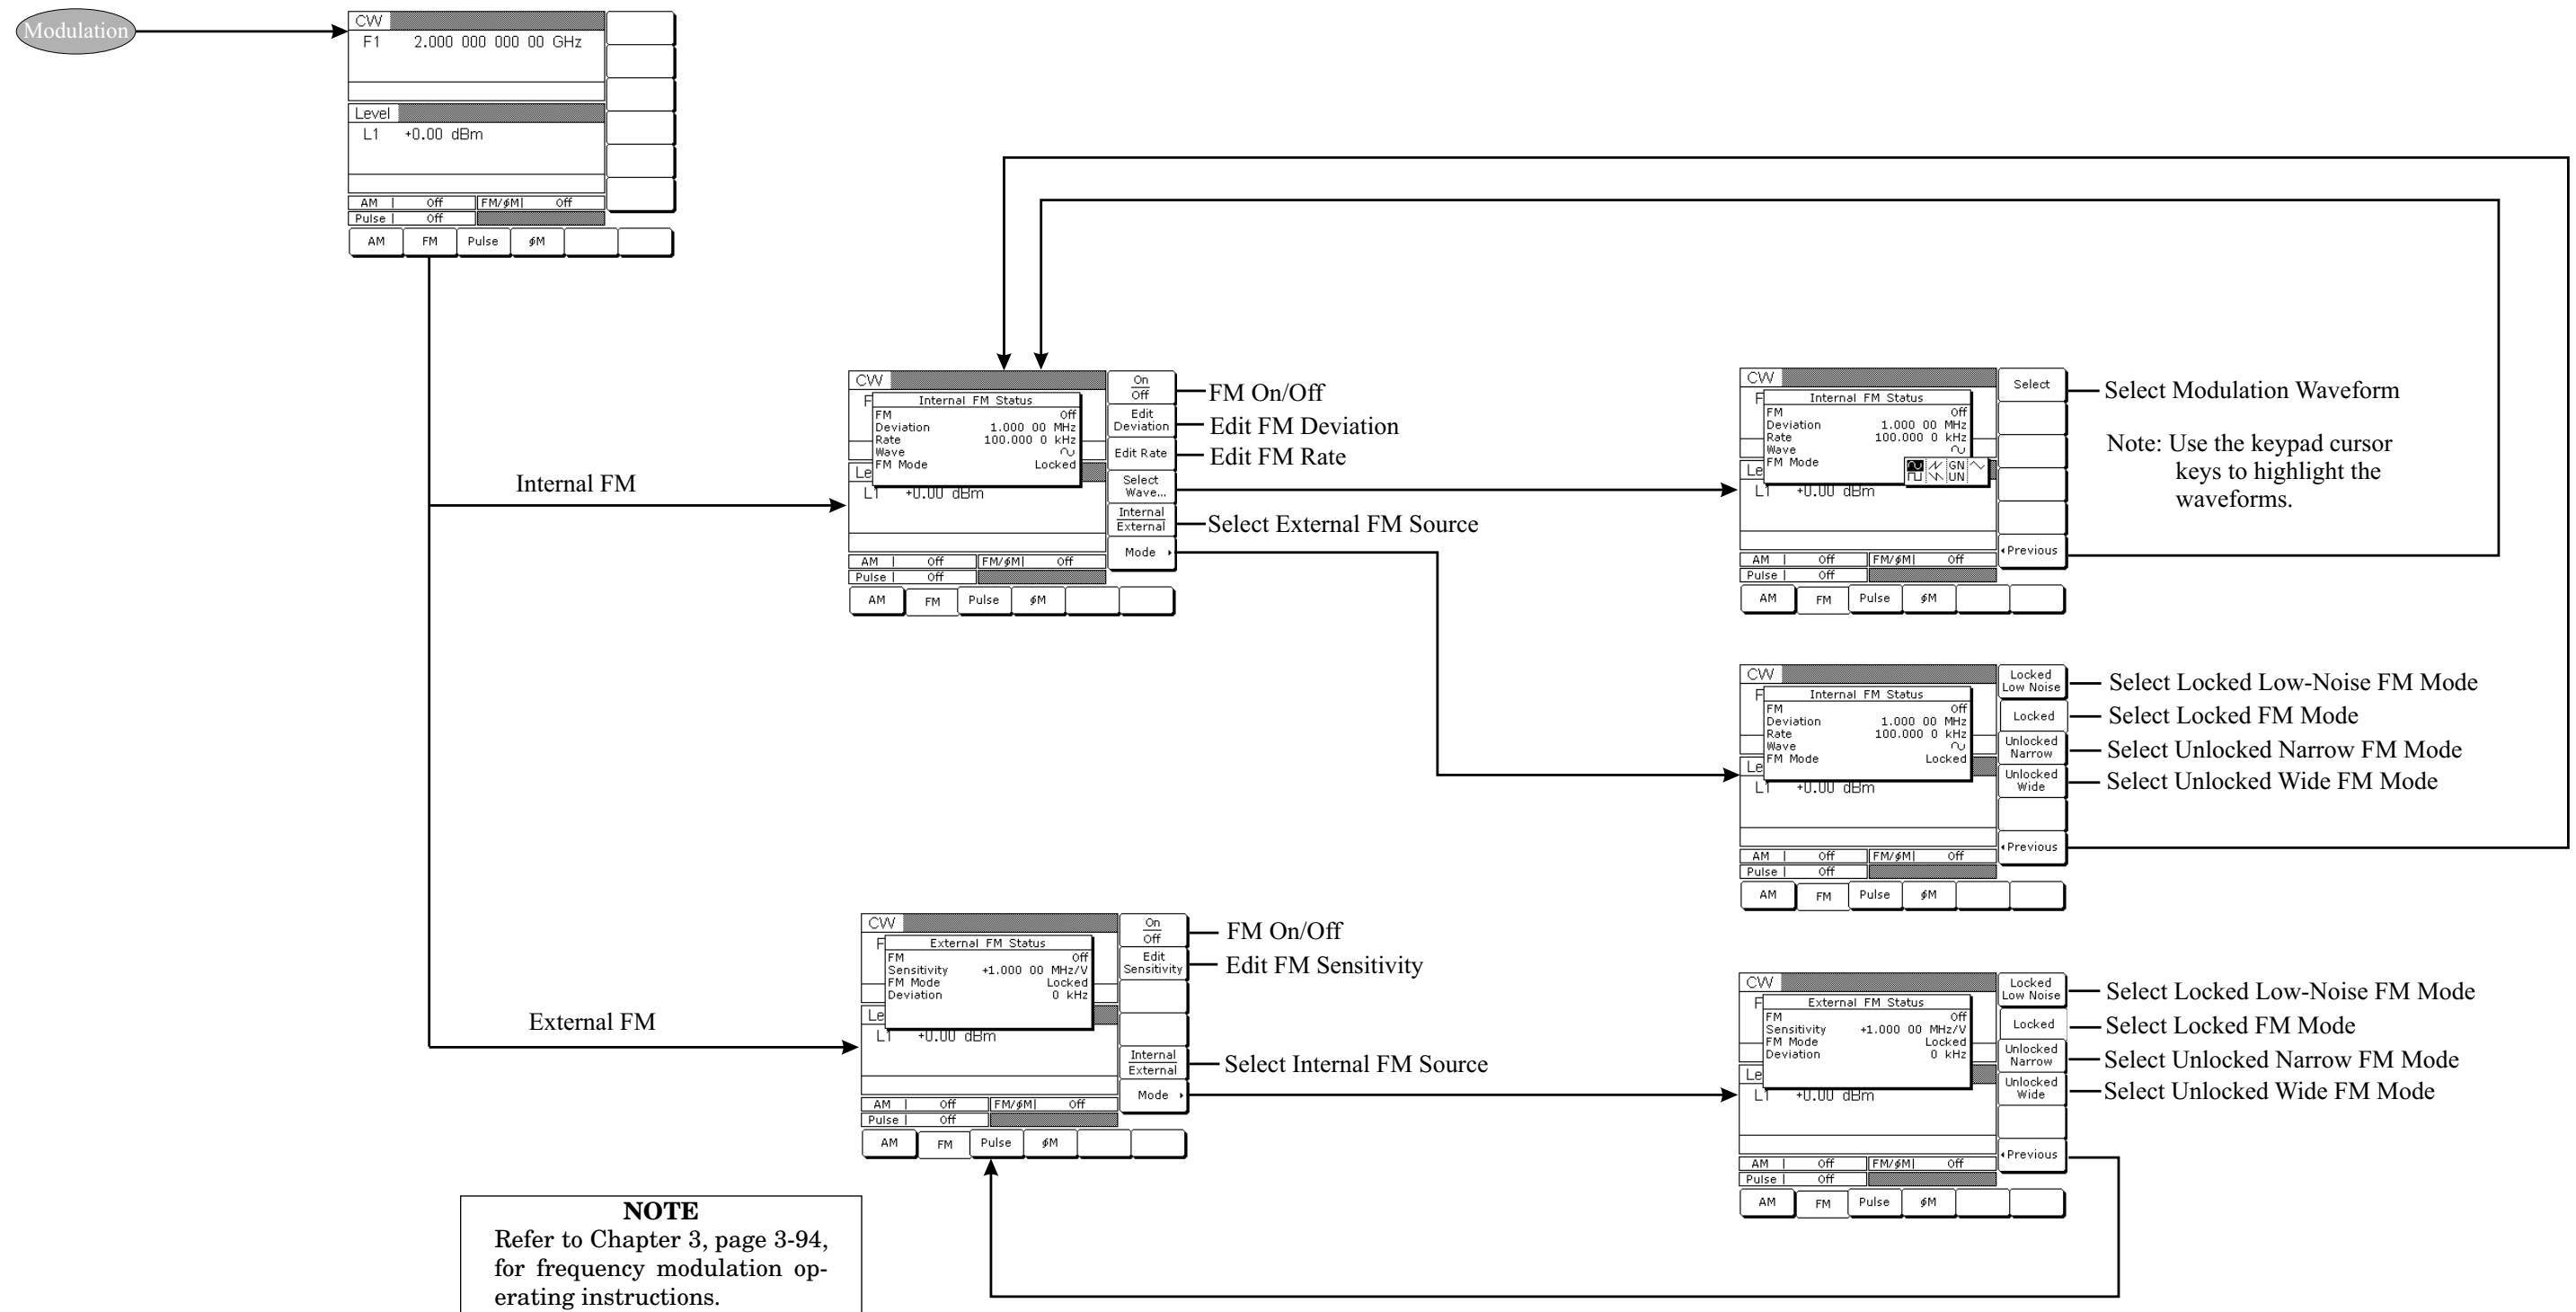 Modulation
CW
F1 2.000 000 000 00 GHz
Level
L1 +0.00 dBm
AM | Off FM/ϕM| Off
Pulse | Off
AM FM Pulse ϕM
Internal FM
CW
F
Internal FM Status
FM Off
Deviation 1.000 00 MHz
Rate 100.000 0 kHz
Wave
FM Mode Locked
Le
L1 +0.00 dBm
AM | Off FM/ϕM| Off
Pulse | Off
AM FM Pulse ϕM
On
Off
Edit
Deviation
Edit Rate
Select
Wave...
Internal
External
Mode
FM On/Off
Edit FM Deviation
Edit FM Rate
Select External FM Source
CW
F
Internal FM Status
FM Off
Deviation 1.000 00 MHz
Rate 100.000 0 kHz
Wave
FM Mode
GN
UN
Le
L1 +0.00 dBm
AM | Off FM/ϕM| Off
Pulse | Off
AM FM Pulse ϕM
Select
Previous
Select Modulation Waveform
Note: Use the keypad cursor
keys to highlight the
waveforms.
CW
F
Internal FM Status
FM Off
Deviation 1.000 00 MHz
Rate 100.000 0 kHz
Wave
FM Mode Locked
Le
L1 +0.00 dBm
AM | Off FM/ϕM| Off
Pulse | Off
AM FM Pulse ϕM
Locked
Low Noise
Locked
Unlocked
Narrow
Unlocked
Wide
Previous
Select Locked Low-Noise FM Mode
Select Locked FM Mode
Select Unlocked Narrow FM Mode
Select Unlocked Wide FM Mode
External FM
CW
F
External FM Status
FM Off
Sensitivity +1.000 00 MHz/V
FM Mode Locked
Deviation 0 kHz
Le
L1 +0.00 dBm
AM | Off FM/ϕM| Off
Pulse | Off
AM FM Pulse ϕM
On
Off
Edit
Sensitivity
Internal
External
Mode
FM On/Off
Edit FM Sensitivity
Select Internal FM Source
CW
F
External FM Status
FM Off
Sensitivity +1.000 00 MHz/V
FM Mode Locked
Deviation 0 kHz
Le
L1 +0.00 dBm
AM | Off FM/ϕM| Off
Pulse | Off
AM FM Pulse ϕM
Locked
Low Noise
Locked
Unlocked
Narrow
Unlocked
Wide
Previous
Select Locked Low-Noise FM Mode
Select Locked FM Mode
Select Unlocked Narrow FM Mode
Select Unlocked Wide FM Mode
NOTE
Refer to Chapter 3, page 3-94,
for frequency modulation op-
erating instructions.